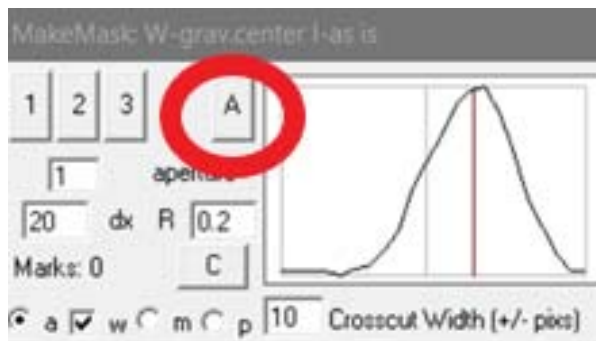 MakeMask: W-grav.center I-as is
1 2 3 A
1 aperture
20 dx R 0.2
Marks: 0 C
a w m p 10 Crosscut Width (+/- pixs)